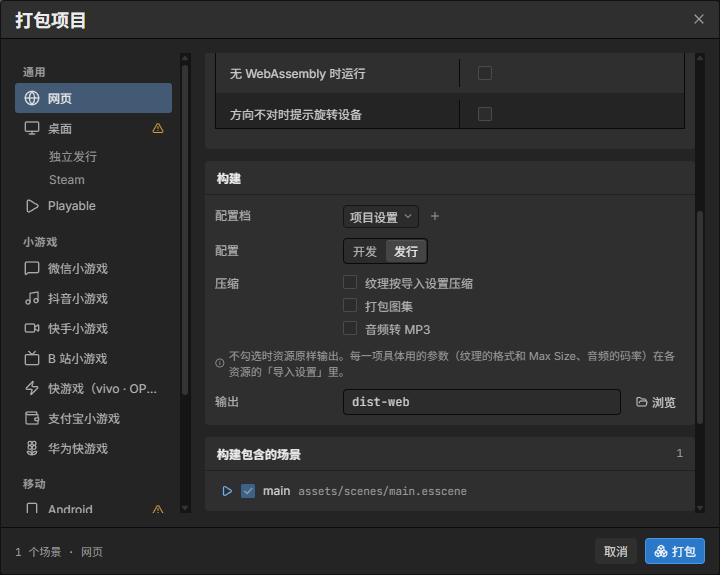 打包项目
通用
网页
桌面
独立发行
Steam
Playable
小游戏
微信小游戏
抖音小游戏
快手小游戏
B 站小游戏
快游戏（vivo · OP...
支付宝小游戏
华为快游戏
移动
Android
无 WebAssembly 时运行
方向不对时提示旋转设备
构建
配置档 项目设置
配置 开发 发行
压缩 纹理按导入设置压缩
打包图集
音频转 MP3
不勾选时资源原样输出。每一项具体用的参数（纹理的格式和 Max Size、音频的码率）在各
资源的「导入设置」里。
输出 dist-web 浏览
构建包含的场景 1
main assets/scenes/main.esscene
1 个场景 · 网页 取消 打包